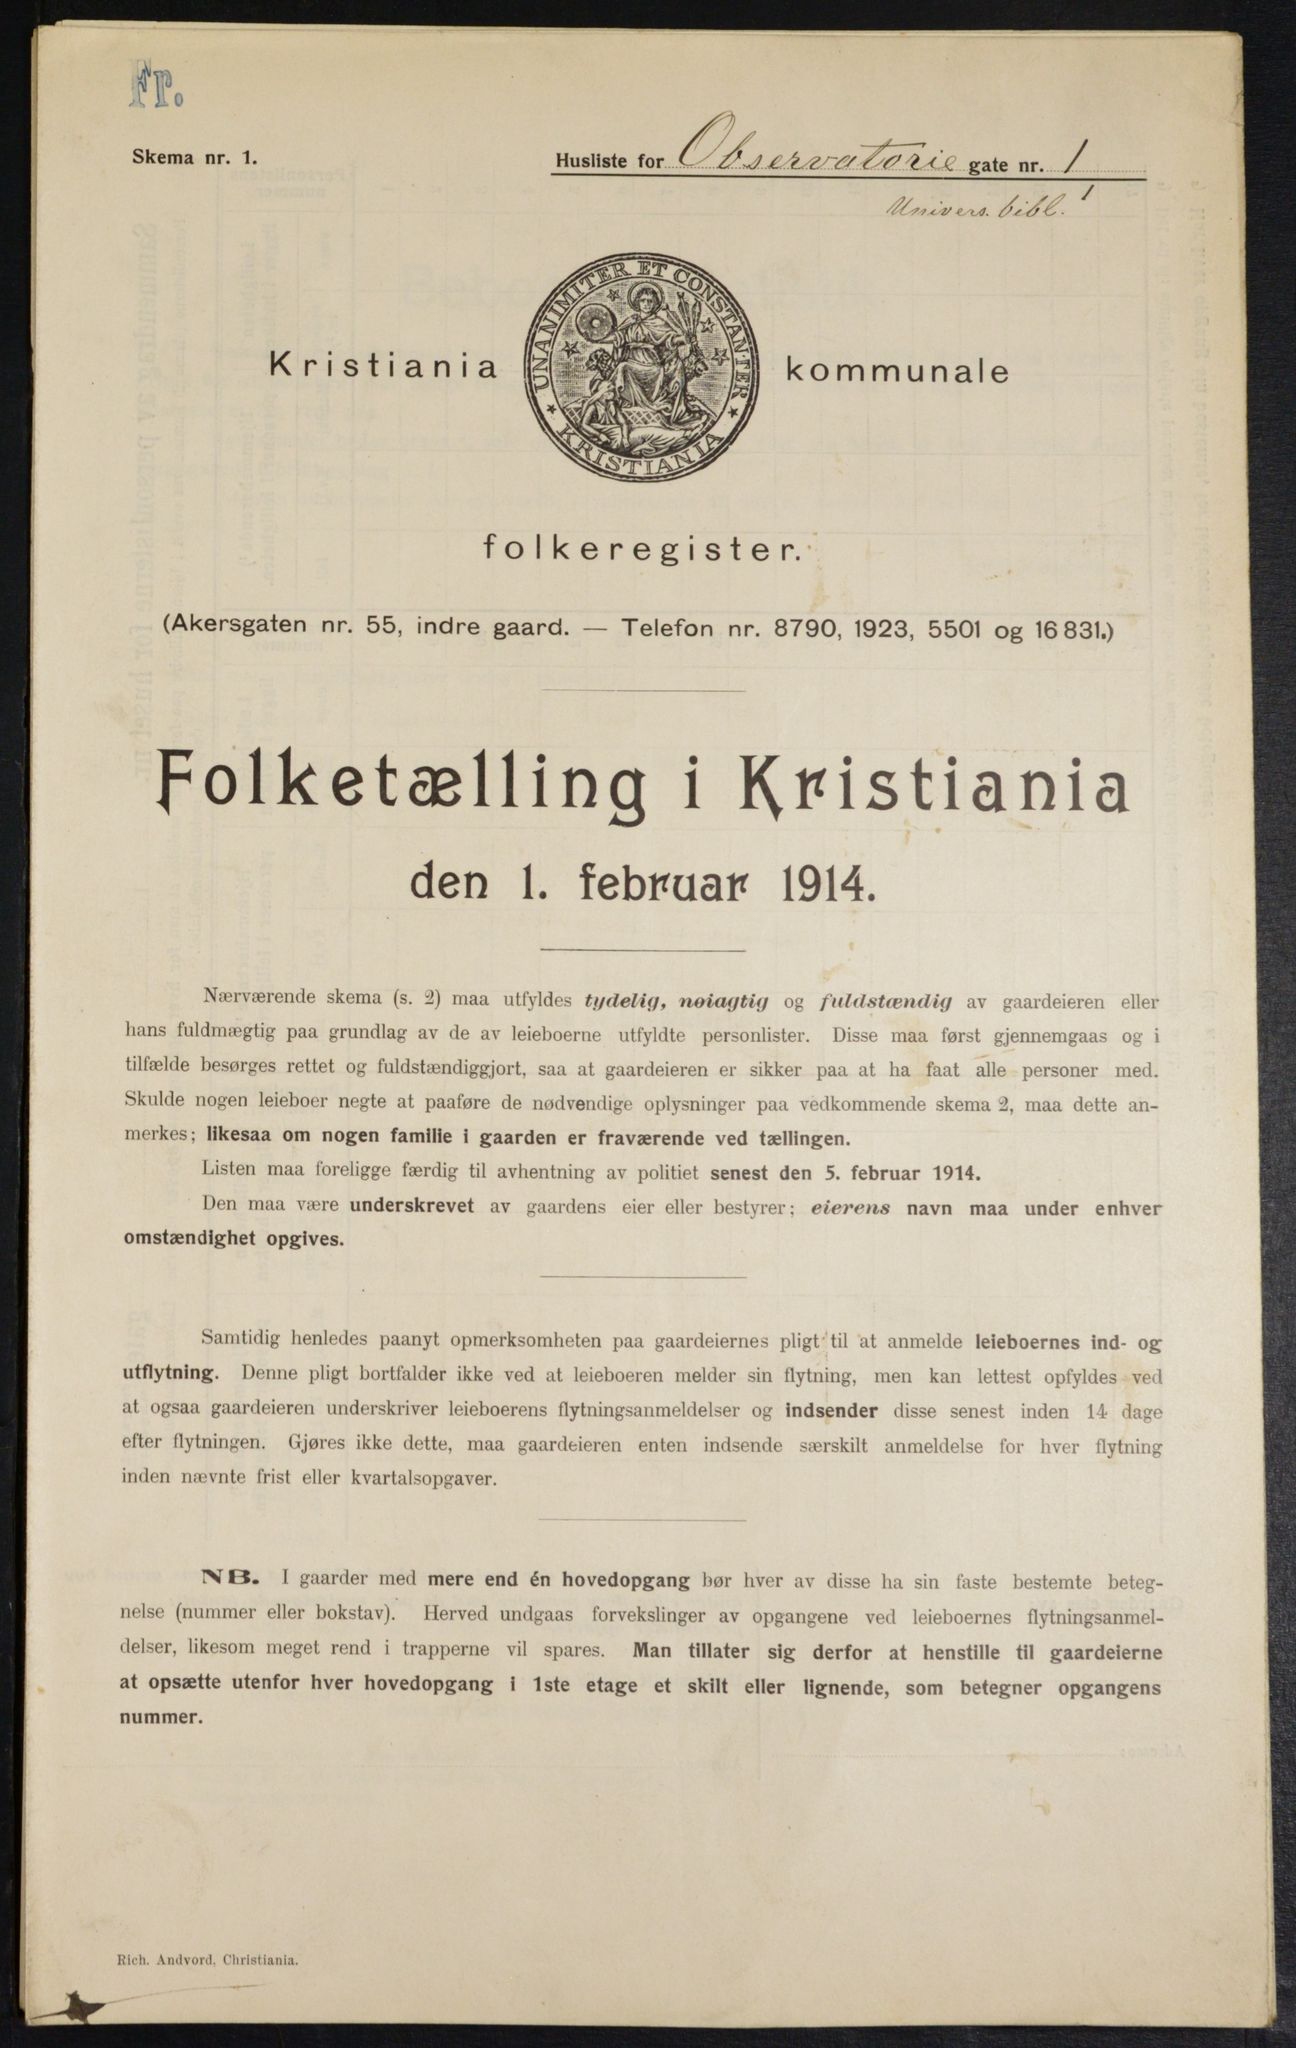 Fr.
Skema nr. 1.
Husliste for Observatorie gate nr. 1
Univers. bibl. 1
UNANIMITER ET CONSTANTER
KRISTIANIA
Kristiania kommunale
folkeregister.
(Akersgaten nr. 55, indre gaard. — Telefon nr. 8790, 1923, 5501 og 16 831.)
Folketælling i Kristiania
den 1. februar 1914.
Nærværende skema (s. 2) maa utfyldes tydelig, nøiagtig og fuldstændig av gaardeieren eller
hans fuldmægtig paa grundlag av de av leieboerne utfyldte personlister. Disse maa først gjennemgaas og i
tilfælde besørges rettet og fuldstændiggjort, saa at gaardeieren er sikker paa at ha faat alle personer med.
Skulde nogen leieboer negte at paaføre de nødvendige oplysninger paa vedkommende skema 2, maa dette an-
merkes; likesaa om nogen familie i gaarden er fraværende ved tællingen.
Listen maa foreligge færdig til avhentning av politiet senest den 5. februar 1914.
Den maa være underskrevet av gaardens eier eller bestyrer; eierens navn maa under enhver
omstændighet opgives.
Samtidig henledes paanyt opmerksomheten paa gaardeiernes pligt til at anmelde leieboernes ind- og
utflytning. Denne pligt bortfalder ikke ved at leieboeren melder sin flytning, men kan lettest opfyldes ved
at ogsaa gaardeieren underskriver leieboerens flytningsanmeldelser og indsender disse senest inden 14 dage
efter flytningen. Gjøres ikke dette, maa gaardeieren enten indsende særskilt anmeldelse for hver flytning
inden nævnte frist eller kvartalsopgaver.
NB. I gaarder med mere end én hovedopgang bør hver av disse ha sin faste bestemte beteg-
nelse (nummer eller bokstav). Herved undgaas forvekslinger av opgangene ved leieboernes flytningsanmel-
delser, likesom meget rend i trapperne vil spares. Man tillater sig derfor at henstille til gaardeierne
at opsætte utenfor hver hovedopgang i 1ste etage et skilt eller lignende, som betegner opgangens
nummer.
Rich. Andvord, Christiania.